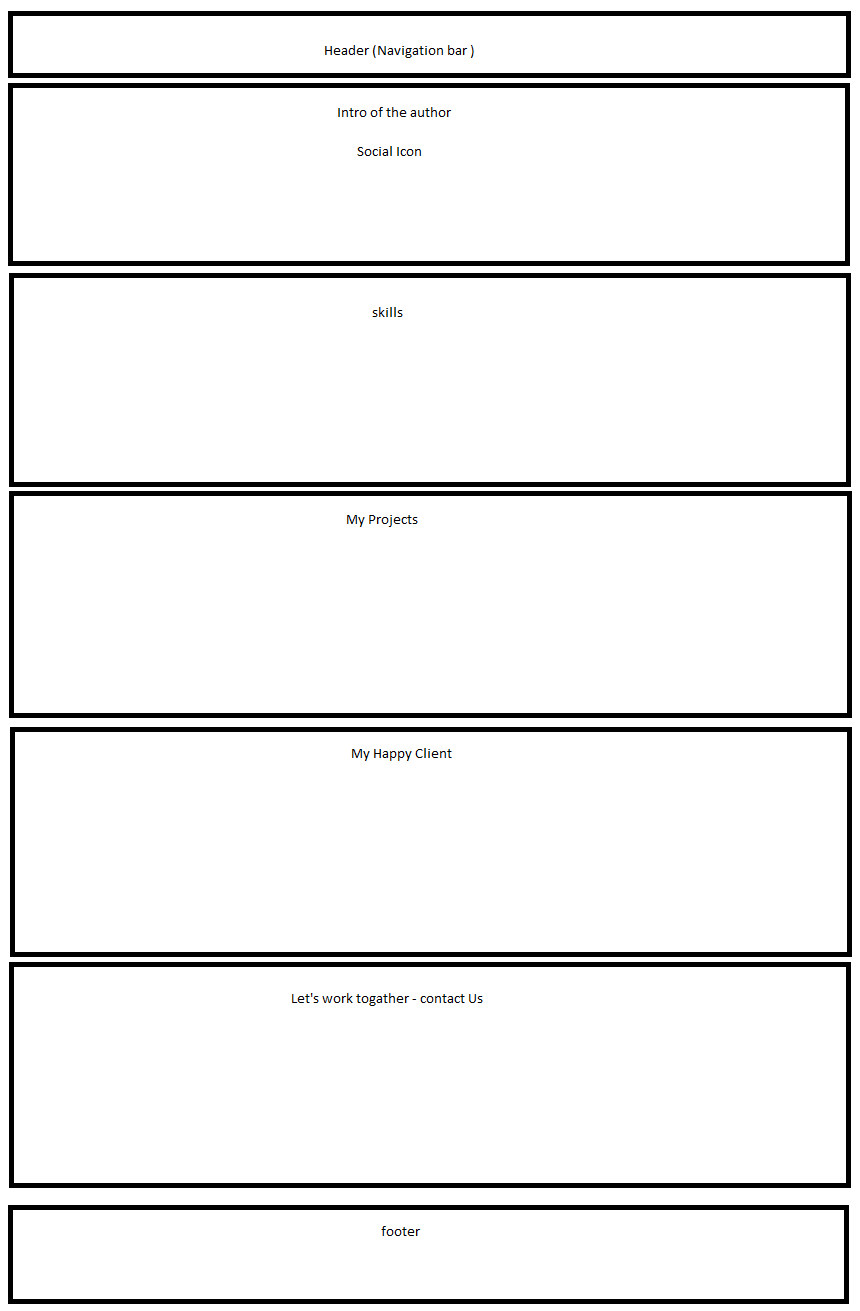 Header (Navigation bar )
Intro of the author
Social Icon
skills
My Projects
My Happy Client
Let's work togather - contact Us
footer